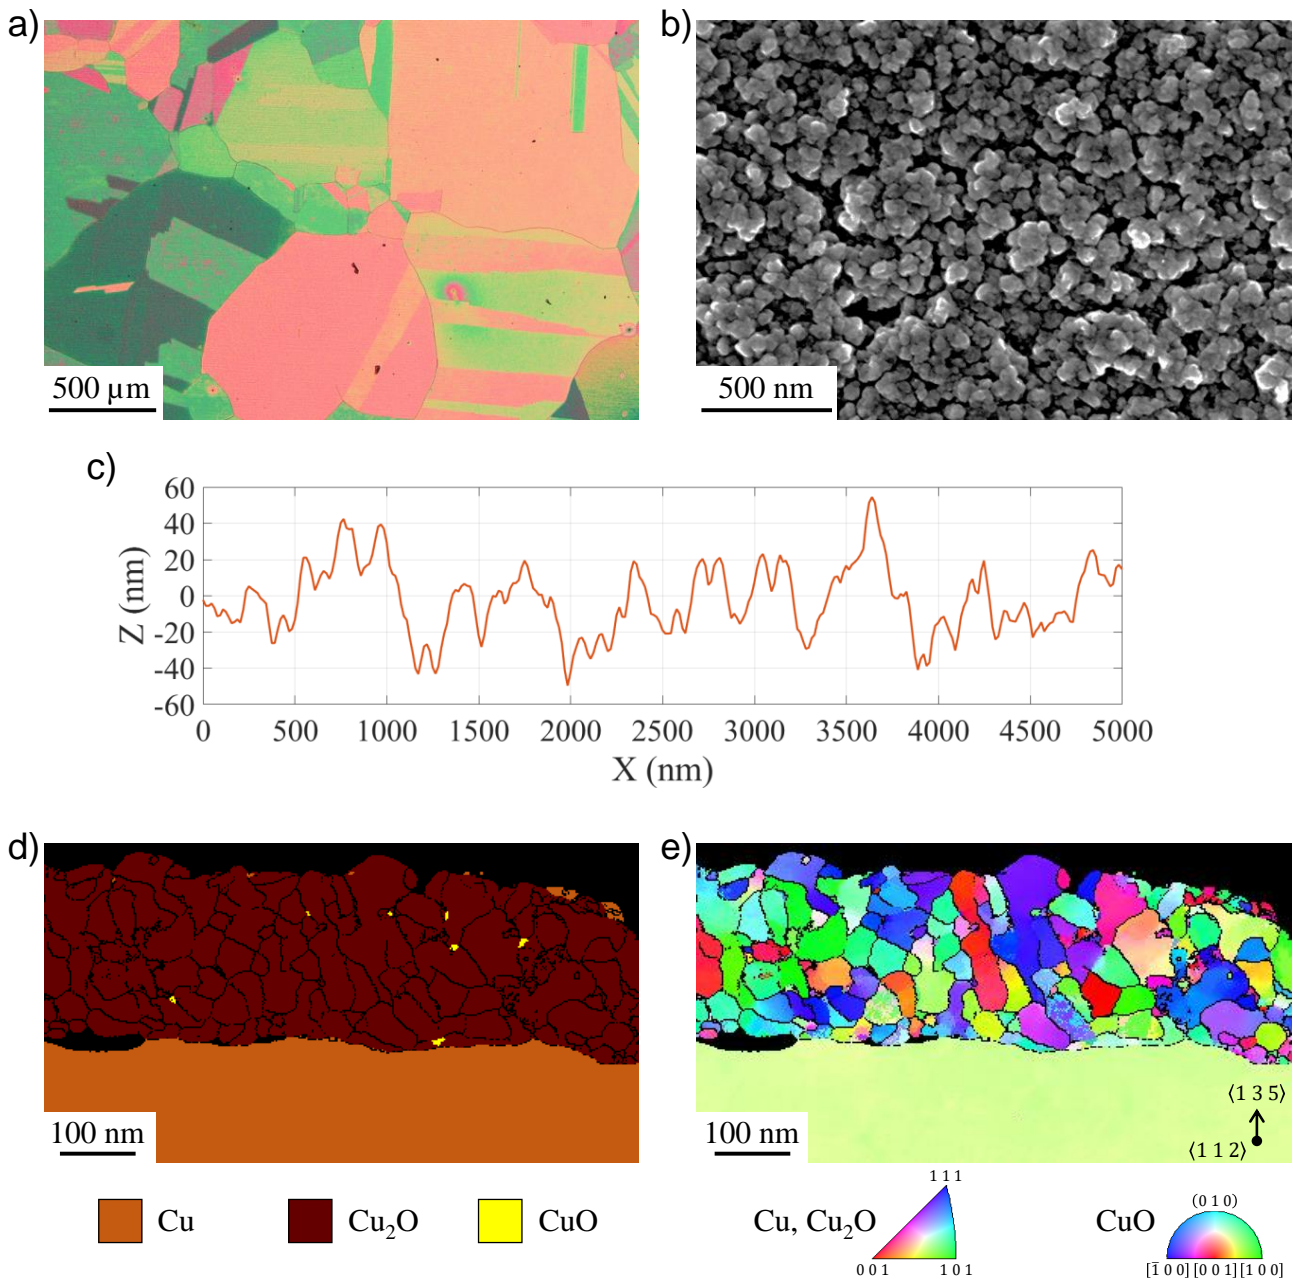 a)
b)
500 µm
500 nm
c)
60
40
20
0
-20
-40
-60
Z (nm)
0 500 1000 1500 2000 2500 3000 3500 4000 4500 5000
X (nm)
d)
e)
100 nm
100 nm
⟨1 3 5⟩
⟨1 1 2⟩
Cu
Cu₂O
CuO
Cu, Cu₂O
1 1 1
0 0 1
1 0 1
CuO
(0 1 0)
[1̅ 0 0] [0 0 1] [1 0 0]